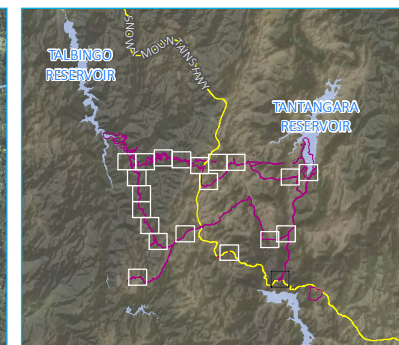 SNOWY MOUNTAINS HWY
TALBINGO
RESERVOIR
TANTANGARA
RESERVOIR